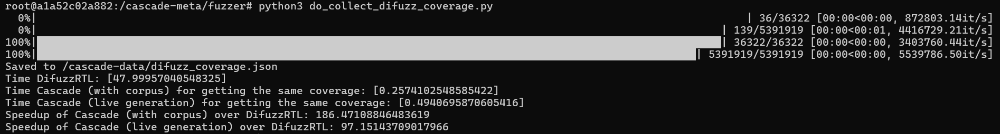 root@a1a52c02a882:/cascade-meta/fuzzer# python3 do_collect_difuzz_coverage.py
0%| | 36/36322 [00:00<00:00, 872803.14it/s]
0%| | 139/5391919 [00:00<00:01, 4416729.21it/s]
100%| | 36322/36322 [00:00<00:00, 3403760.44it/s]
100%| | 5391919/5391919 [00:00<00:00, 5539786.50it/s]
Saved to /cascade-data/difuzz_coverage.json
Time DifuzzRTL: [47.99957040548325]
Time Cascade (with corpus) for getting the same coverage: [0.2574102548585422]
Time Cascade (live generation) for getting the same coverage: [0.4940695870605416]
Speedup of Cascade (with corpus) over DifuzzRTL: 186.47108846483619
Speedup of Cascade (live generation) over DifuzzRTL: 97.15143709017966